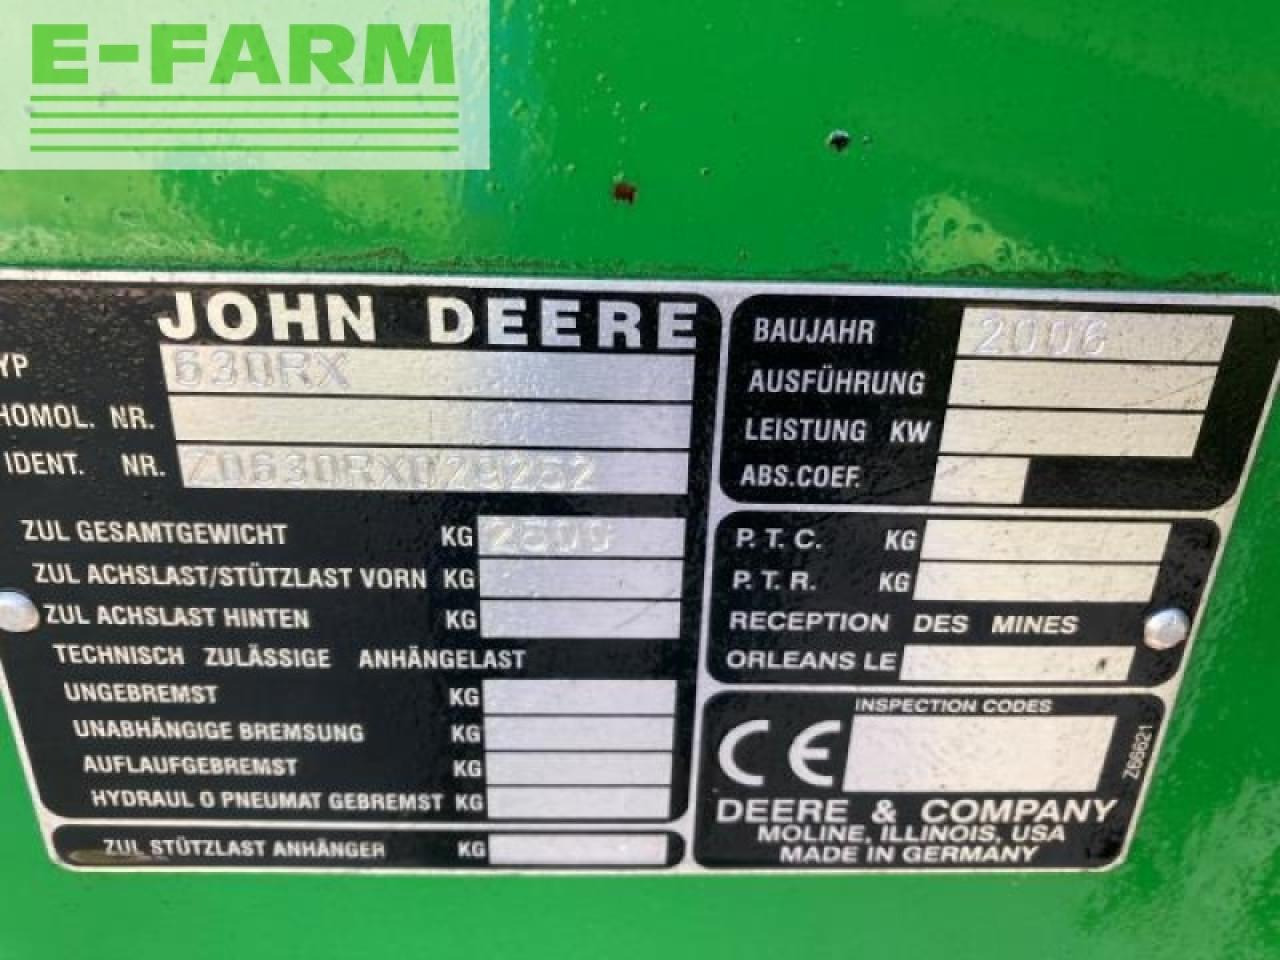 E-FARM
JOHN DEERE
YP 630RX
HOMOL. NR.
IDENT. NR. Z0630RX029252
ZUL GESAMTGEWICHT KG 2500
ZUL ACHSLAST/STÜTZLAST VORN KG
ZUL ACHSLAST HINTEN KG
TECHNISCH ZULÄSSIGE ANHÄNGELAST
UNGEBREMST KG
UNABHÄNGIGE BREMSUNG KG
AUFLAUFGEBREMST KG
HYDRAUL O PNEUMAT GEBREMST KG
ZUL STÜTZLAST ANHÄNGER KG
BAUJAHR 2006
AUSFÜHRUNG
LEISTUNG KW
ABS.COEF.
P.T.C. KG
P.T.R. KG
RECEPTION DES MINES
ORLEANS LE
INSPECTION CODES
CE
Z66621
DEERE & COMPANY
MOLINE, ILLINOIS, USA
MADE IN GERMANY